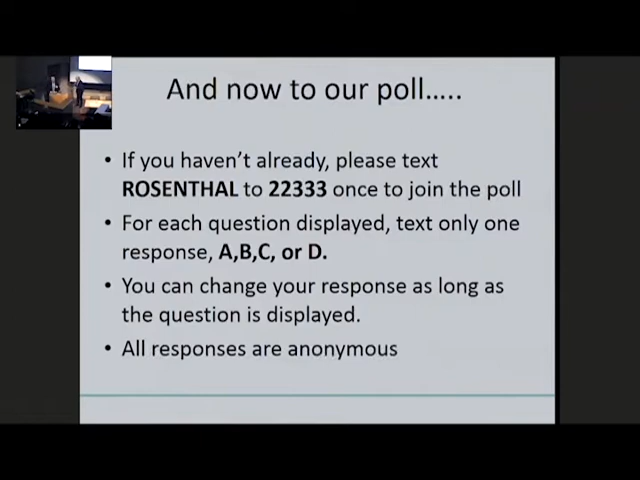 And now to our poll.....
• If you haven't already, please text
ROSENTHAL to 22333 once to join the poll
• For each question displayed, text only one
response, A,B,C, or D.
• You can change your response as long as
the question is displayed.
• All responses are anonymous